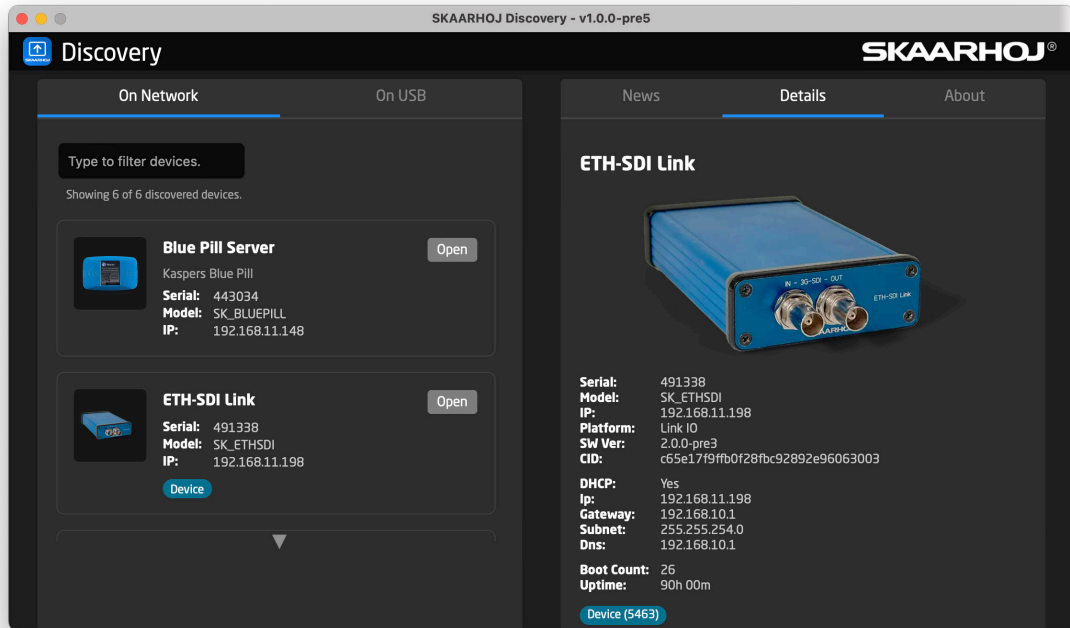 SKAARHOJ Discovery - v1.0.0-pre5
Discovery
SKAARHOJ®
On Network
On USB
Type to filter devices.
Showing 6 of 6 discovered devices.
Blue Pill Server
Open
Kaspers Blue Pill
Serial: 443034
Model: SK_BLUEPILL
IP: 192.168.11.148
ETH-SDI Link
Open
Serial: 491338
Model: SK_ETHSDI
IP: 192.168.11.198
Device
News
Details
About
ETH-SDI Link
IN - 3G-SDI - OUT
ETH-SDI Link
Serial: 491338
Model: SK_ETHSDI
IP: 192.168.11.198
Platform: Link IO
SW Ver: 2.0.0-pre3
CID: c65e17f9ffb0f28fbc92892e96063003
DHCP: Yes
Ip: 192.168.11.198
Gateway: 192.168.10.1
Subnet: 255.255.254.0
Dns: 192.168.10.1
Boot Count: 26
Uptime: 90h 00m
Device (5463)